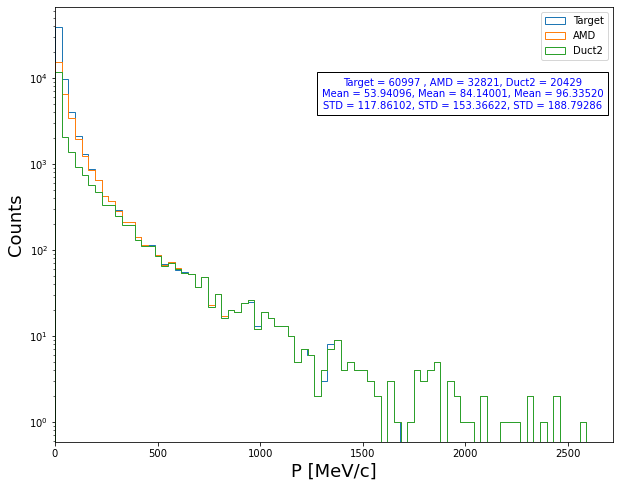 Target
AMD
Duct2
Target = 60997 , AMD = 32821, Duct2 = 20429
Mean = 53.94096, Mean = 84.14001, Mean = 96.33520
STD = 117.86102, STD = 153.36622, STD = 188.79286
10⁴
10³
10²
10¹
10⁰
Counts
0 500 1000 1500 2000 2500
P [MeV/c]